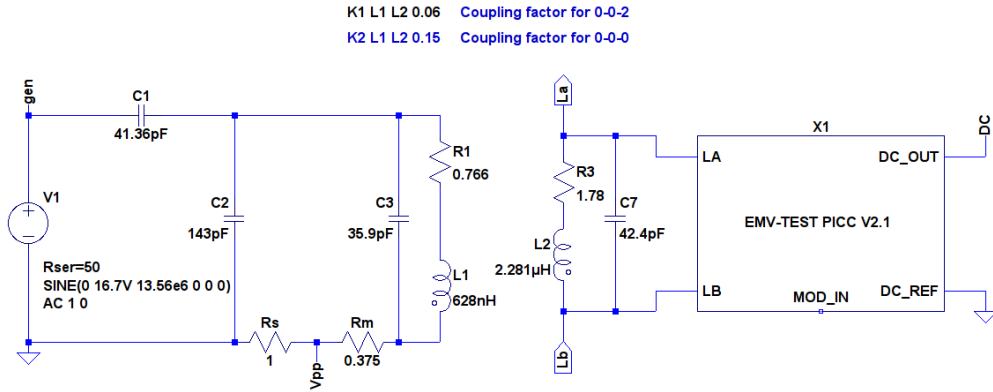 K1 L1 L2 0.06 Coupling factor for 0-0-2
K2 L1 L2 0.15 Coupling factor for 0-0-0
gen
C1
41.36pF
V1
Rser=50
SINE(0 16.7V 13.56e6 0 0 0)
AC 1 0
C2
143pF
C3
35.9pF
R1
0.766
L1
628nH
Rs
1
Vpp
Rm
0.375
La
R3
1.78
L2
2.281µH
C7
42.4pF
Lb
X1
LA
DC_OUT
DC
EMV-TEST PICC V2.1
LB
MOD_IN
DC_REF